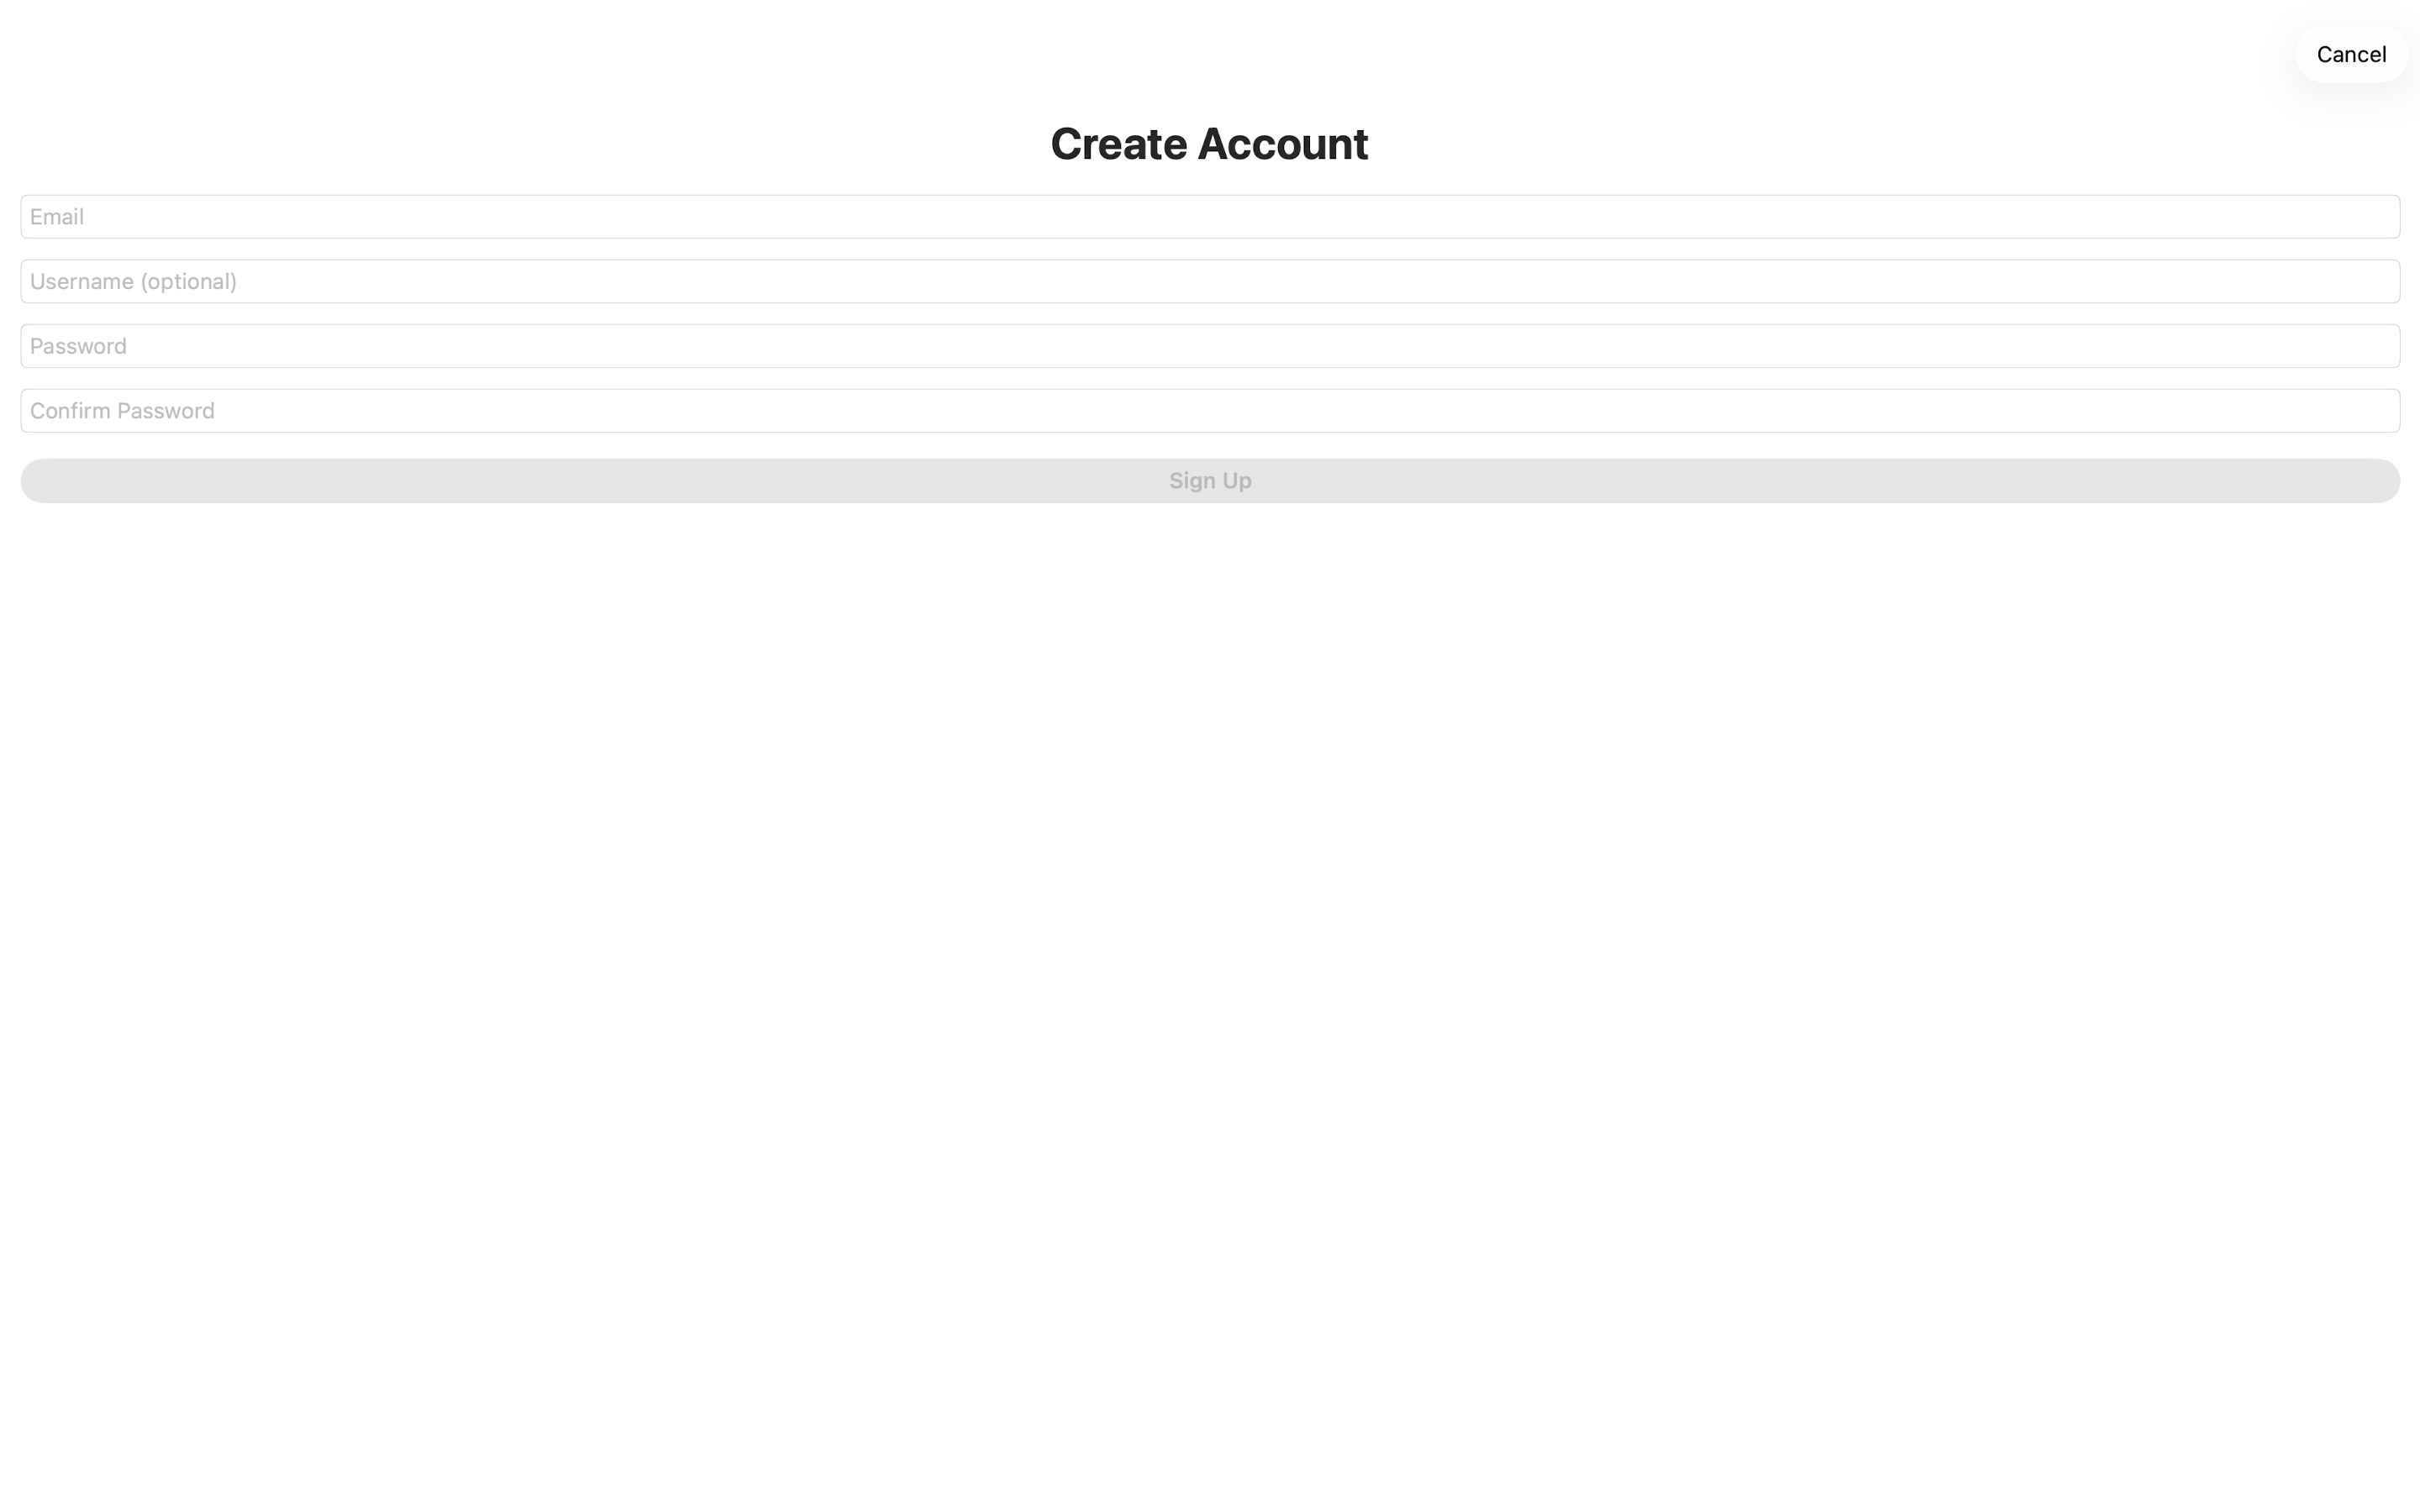 Cancel
Create Account
Email
Username (optional)
Password
Confirm Password
Sign Up